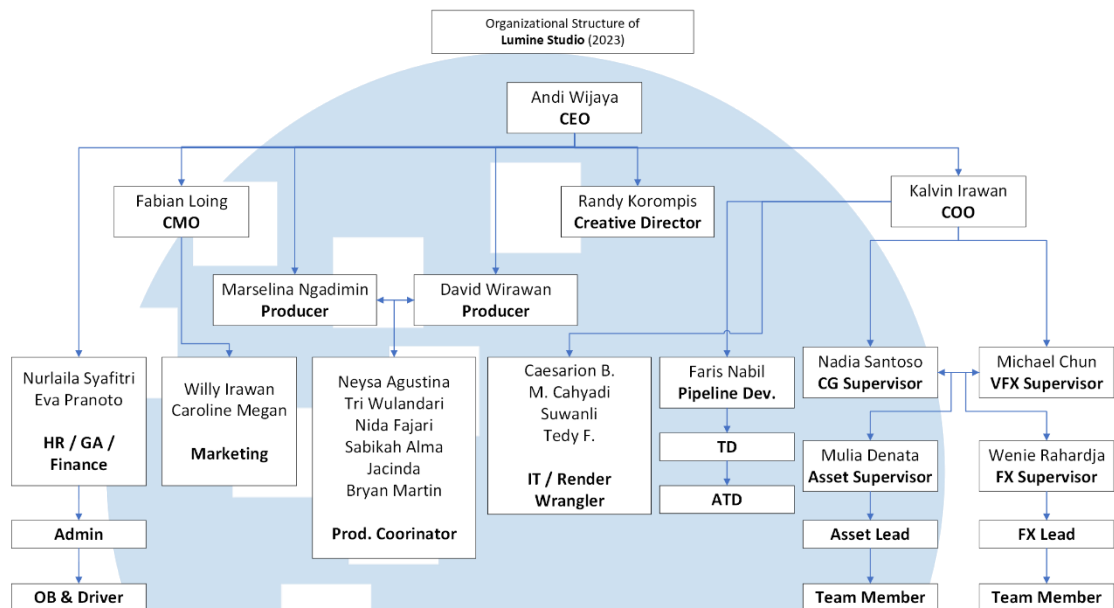 Organizational Structure of
Lumine Studio (2023)
Andi Wijaya
CEO
Fabian Loing
CMO
Randy Korompis
Creative Director
Kalvin Irawan
COO
Marselina Ngadimin
Producer
David Wirawan
Producer
Nurlaila Syafitri
Eva Pranoto
HR / GA /
Finance
Willy Irawan
Caroline Megan
Marketing
Neysa Agustina
Tri Wulandari
Nida Fajari
Sabikah Alma
Jacinda
Bryan Martin
Prod. Coorinator
Caesarion B.
M. Cahyadi
Suwanli
Tedy F.
IT / Render
Wrangler
Faris Nabil
Pipeline Dev.
TD
ATD
Nadia Santoso
CG Supervisor
Michael Chun
VFX Supervisor
Mulia Denata
Asset Supervisor
Wenie Rahardja
FX Supervisor
Admin
Asset Lead
FX Lead
OB & Driver
Team Member
Team Member